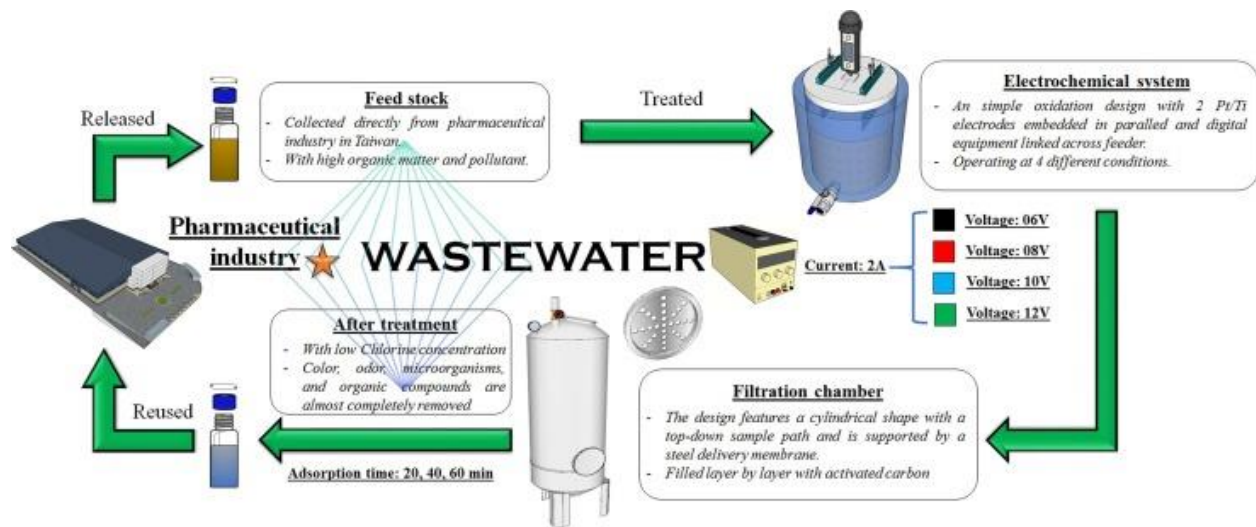 Released
Feed stock
- Collected directly from pharmaceutical
industry in Taiwan.
- With high organic matter and pollutant.
Treated
Electrochemical system
- An simple oxidation design with 2 Pt/Ti
electrodes embedded in paralled and digital
equipment linked across feeder.
- Operating at 4 different conditions.
Pharmaceutical
industry
WASTEWATER
Current: 2A
Voltage: 06V
Voltage: 08V
Voltage: 10V
Voltage: 12V
After treatment
- With low Chlorine concentration
- Color, odor, microorganisms,
and organic compounds are
almost completely removed
Filtration chamber
- The design features a cylindrical shape with a
top-down sample path and is supported by a
steel delivery membrane.
- Filled layer by layer with activated carbon
Reused
Adsorption time: 20, 40, 60 min